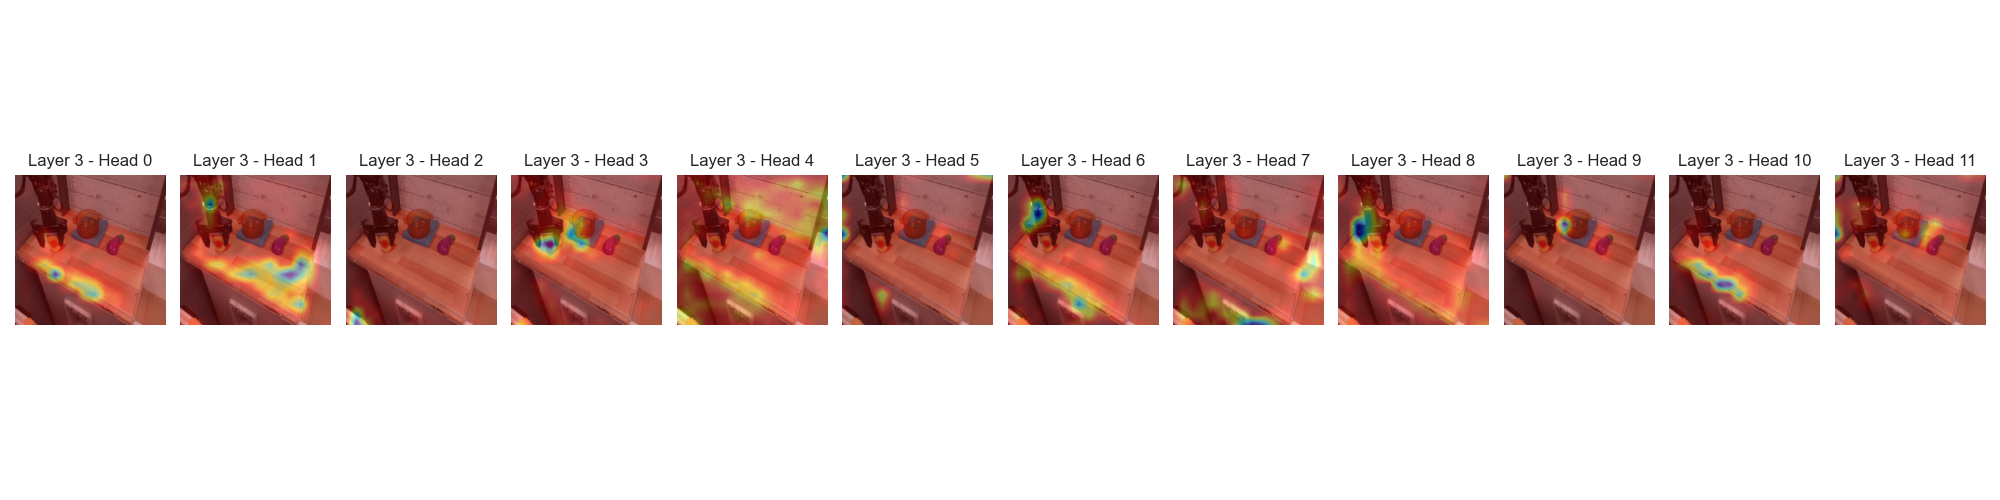 Layer 3 - Head 0
Layer 3 - Head 1
Layer 3 - Head 2
Layer 3 - Head 3
Layer 3 - Head 4
Layer 3 - Head 5
Layer 3 - Head 6
Layer 3 - Head 7
Layer 3 - Head 8
Layer 3 - Head 9
Layer 3 - Head 10
Layer 3 - Head 11